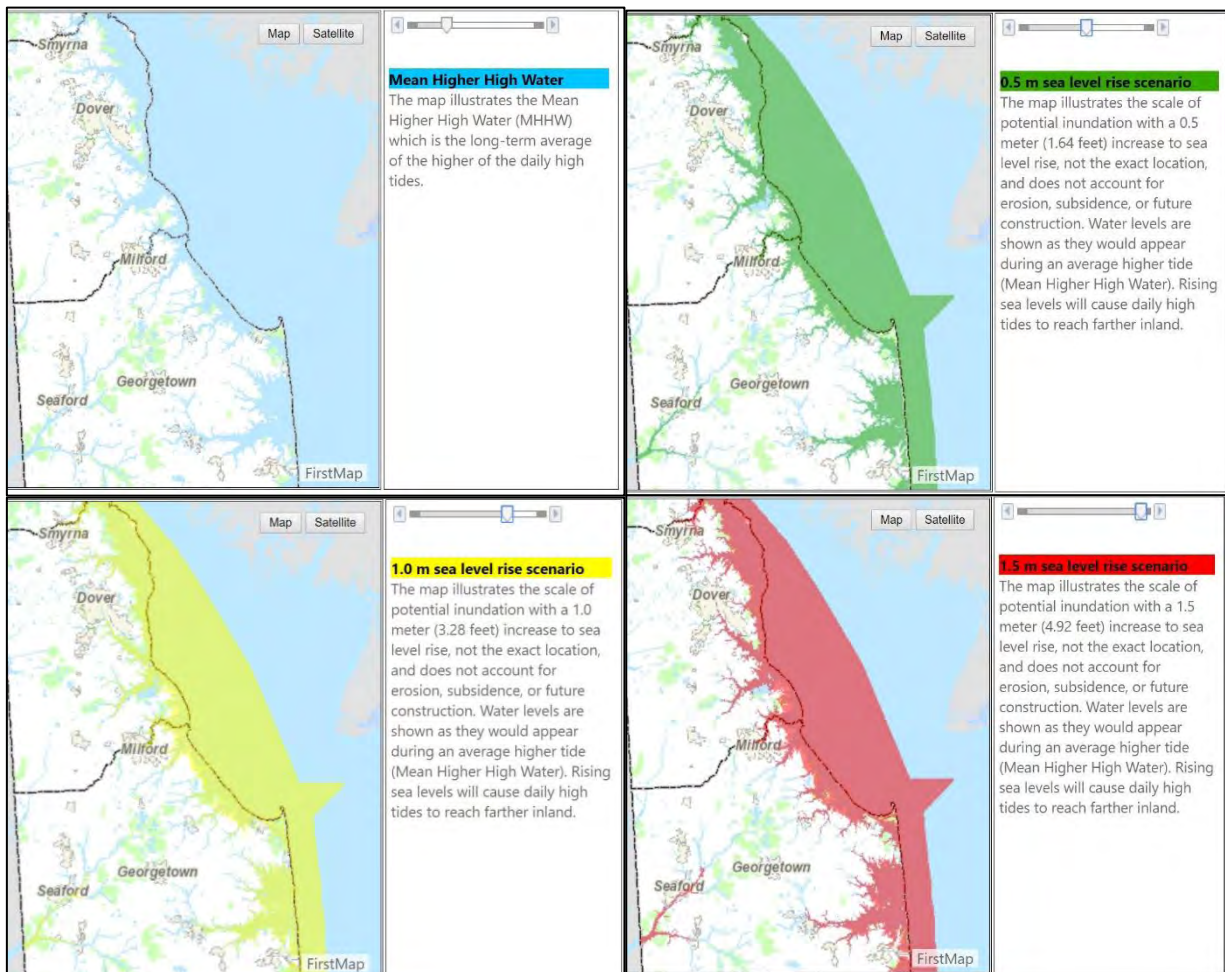 Smyrna
Map
Satellite
Dover
Milford
Georgetown
Seaford
FirstMap
Mean Higher High Water
The map illustrates the Mean
Higher High Water (MHHW)
which is the long-term average
of the higher of the daily high
tides.
Smyrna
Map
Satellite
Dover
Milford
Georgetown
Seaford
FirstMap
0.5 m sea level rise scenario
The map illustrates the scale of
potential inundation with a 0.5
meter (1.64 feet) increase to sea
level rise, not the exact location,
and does not account for
erosion, subsidence, or future
construction. Water levels are
shown as they would appear
during an average higher tide
(Mean Higher High Water). Rising
sea levels will cause daily high
tides to reach farther inland.
Smyrna
Map
Satellite
Dover
Milford
Georgetown
Seaford
FirstMap
1.0 m sea level rise scenario
The map illustrates the scale of
potential inundation with a 1.0
meter (3.28 feet) increase to sea
level rise, not the exact location,
and does not account for
erosion, subsidence, or future
construction. Water levels are
shown as they would appear
during an average higher tide
(Mean Higher High Water). Rising
sea levels will cause daily high
tides to reach farther inland.
Smyrna
Map
Satellite
Dover
Milford
Georgetown
Seaford
FirstMap
1.5 m sea level rise scenario
The map illustrates the scale of
potential inundation with a 1.5
meter (4.92 feet) increase to sea
level rise, not the exact location,
and does not account for
erosion, subsidence, or future
construction. Water levels are
shown as they would appear
during an average higher tide
(Mean Higher High Water). Rising
sea levels will cause daily high
tides to reach farther inland.